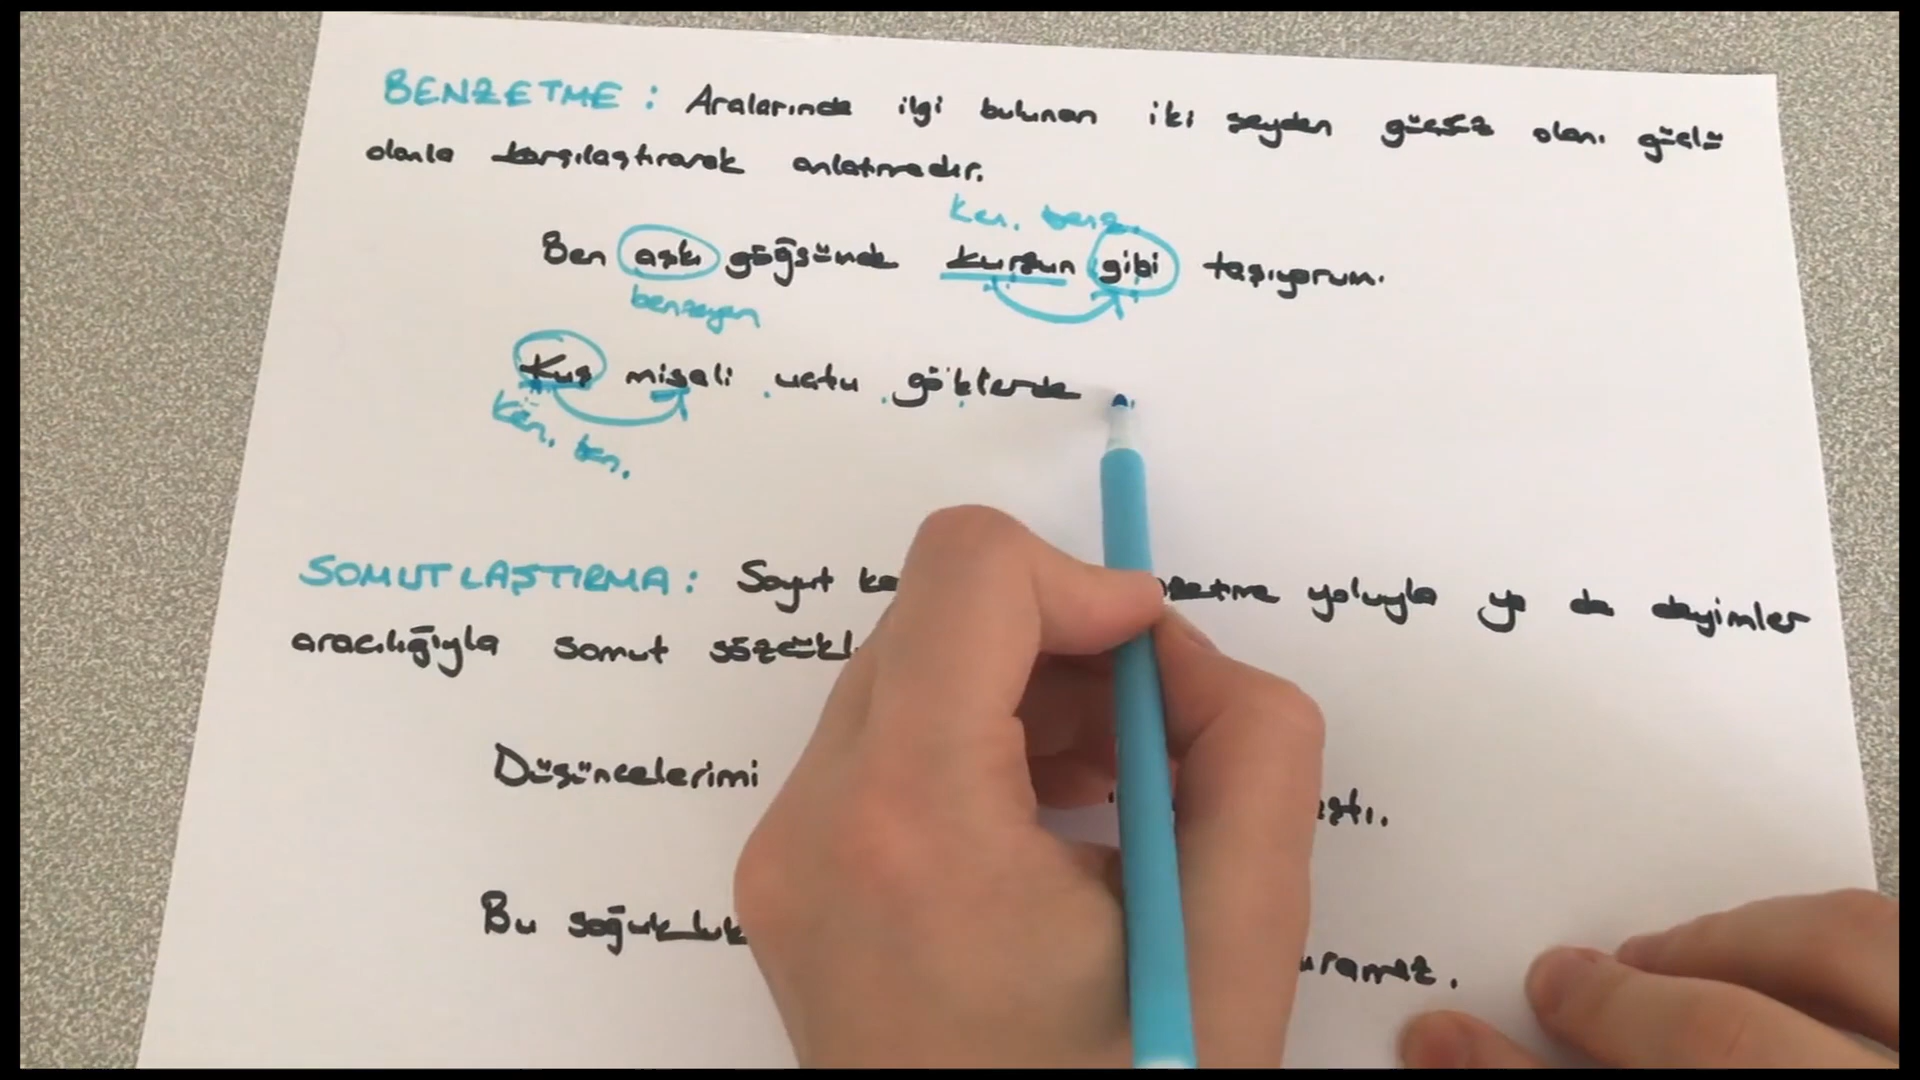 BENZETME : Aralarında ilgi bulunan iki şeyden güçsüz olanı güçlü
olanla karşılaştırarak anlatmadır.
Ken. benz.
Ben aşkı göğsünde kurşun gibi taşıyorum.
benzeyen
Kuş misali uçtu göklerde
Ken. ben.
SOMUTLAŞTIRMA : Soyut yoluyla ya da deyimler
aracılığıyla somut
Düşüncelerimi
Bu soğukluk